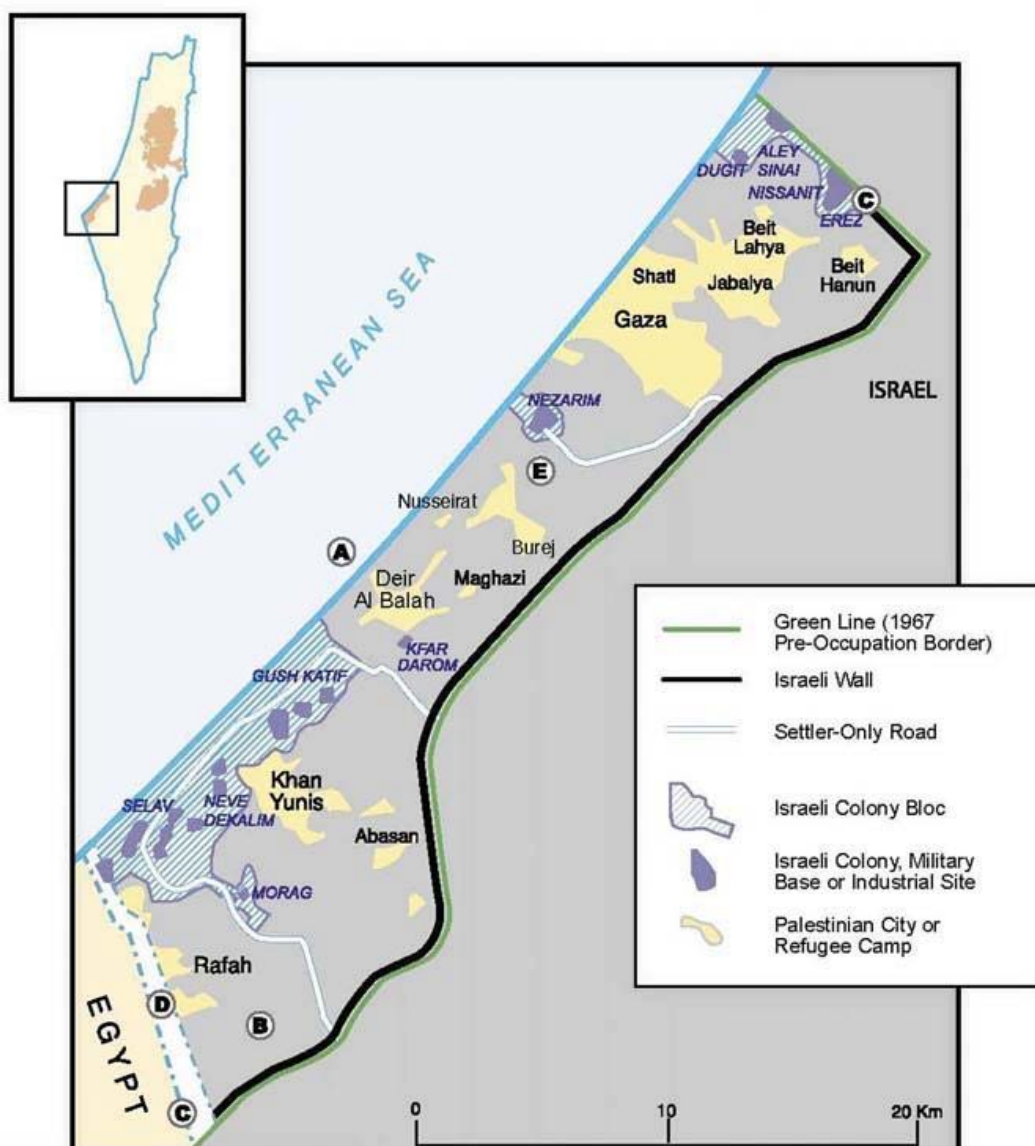 MEDITERRANEAN SEA
DUGIT
ALEY
SINAI
NISSANIT
C
EREZ
Beit
Lahya
Beit
Hanun
Shati
Jabalya
Gaza
ISRAEL
NEZARIM
E
Nusseirat
Burej
A
Deir
Al Balah
Maghazi
KFAR
DAROM
GUSH KATIF
Khan
Yunis
SELAV
NEVE
DEKALIM
Abasan
MORAG
Rafah
D
B
EGYPT
C
Green Line (1967
Pre-Occupation Border)
Israeli Wall
Settler-Only Road
Israeli Colony Bloc
Israeli Colony, Military
Base or Industrial Site
Palestinian City or
Refugee Camp
0 10 20 Km